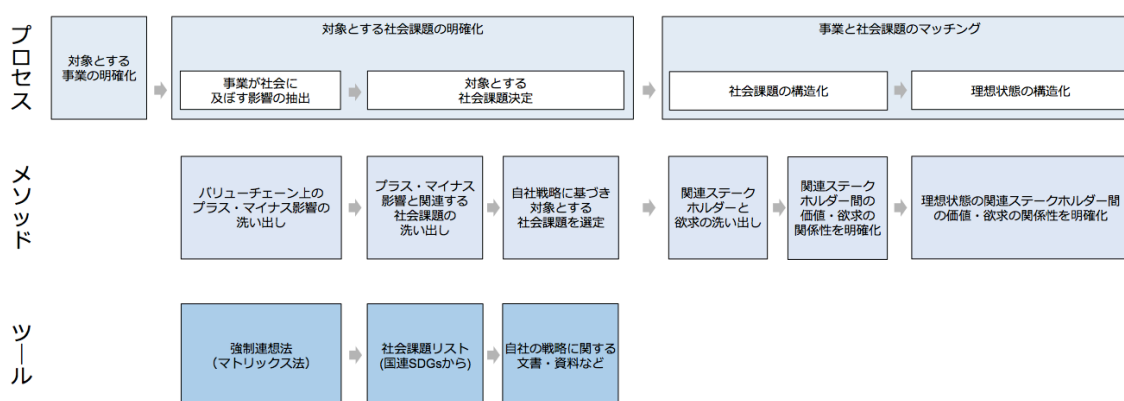 プロセス
対象とする
事業の明確化
対象とする社会課題の明確化
事業が社会に
及ぼす影響の抽出
対象とする
社会課題決定
事業と社会課題のマッチング
社会課題の構造化
理想状態の構造化
メソッド
バリューチェーン上の
プラス・マイナス影響の
洗い出し
プラス・マイナス
影響と関連する
社会課題の
洗い出し
自社戦略に基づき
対象とする
社会課題を選定
関連ステーク
ホルダーと
欲求の洗い出し
関連ステーク
ホルダー間の
価値・欲求の
関係性を明確化
理想状態の関連ステークホルダー間
の価値・欲求の関係性を明確化
ツール
強制連想法
（マトリックス法）
社会課題リスト
(国連SDGsから)
自社の戦略に関する
文書・資料など